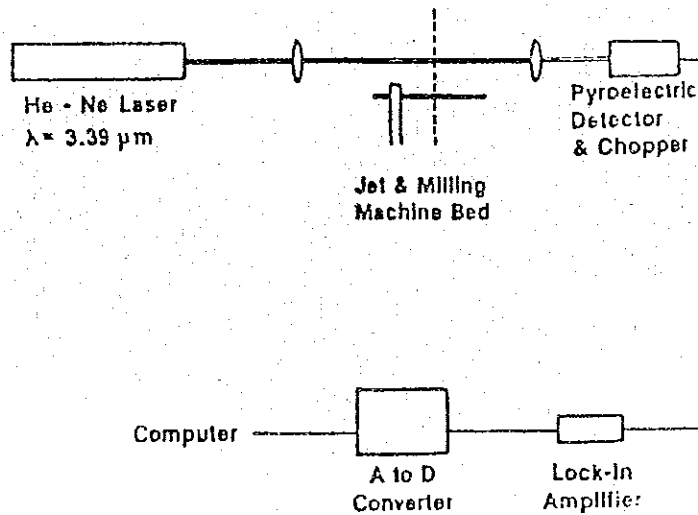 He - Ne Laser
λ= 3.39 µm
Pyroelectric
Detector
& Chopper
Jet & Milling
Machine Bed
Computer
A to D
Converter
Lock-In
Amplifier